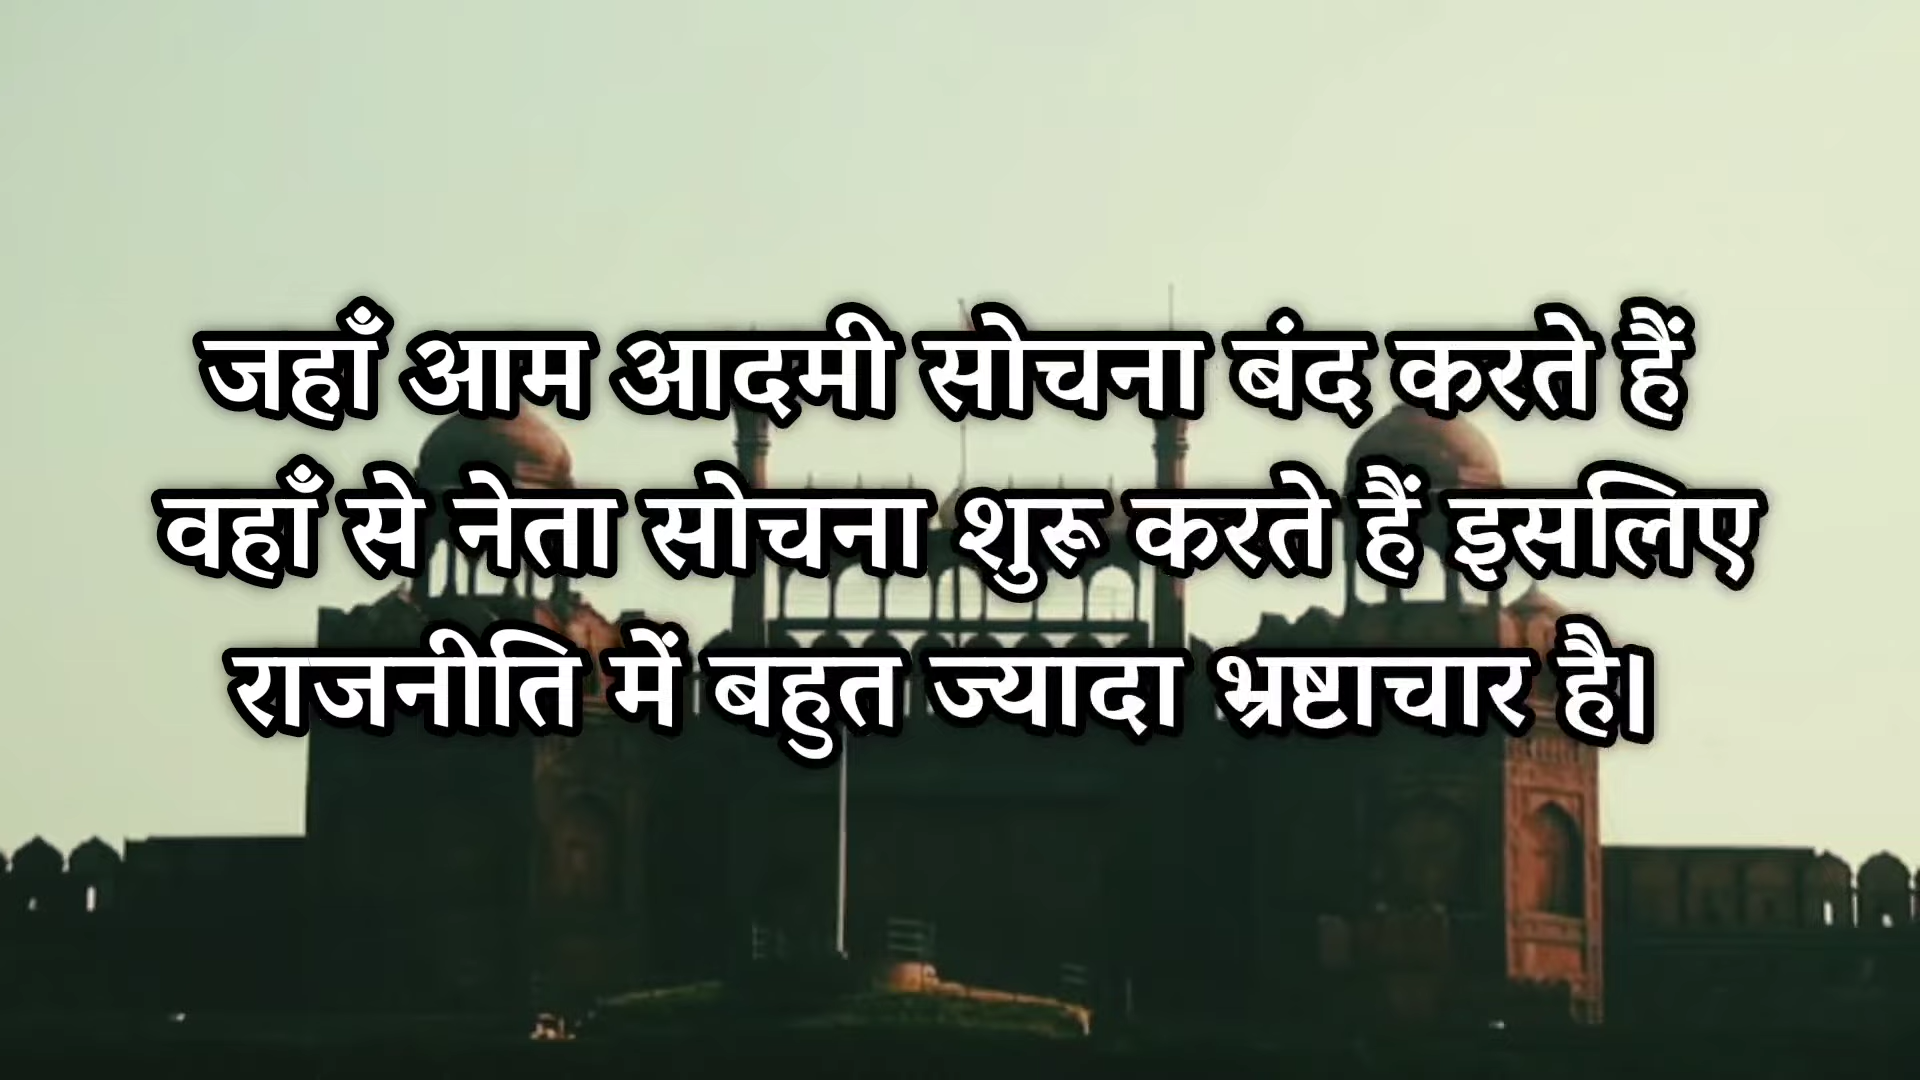 जहाँ आम आदमी सोचना बंद करते हैं
वहाँ से नेता सोचना शुरू करते हैं इसलिए
राजनीति में बहुत ज्यादा भ्रष्टाचार है।